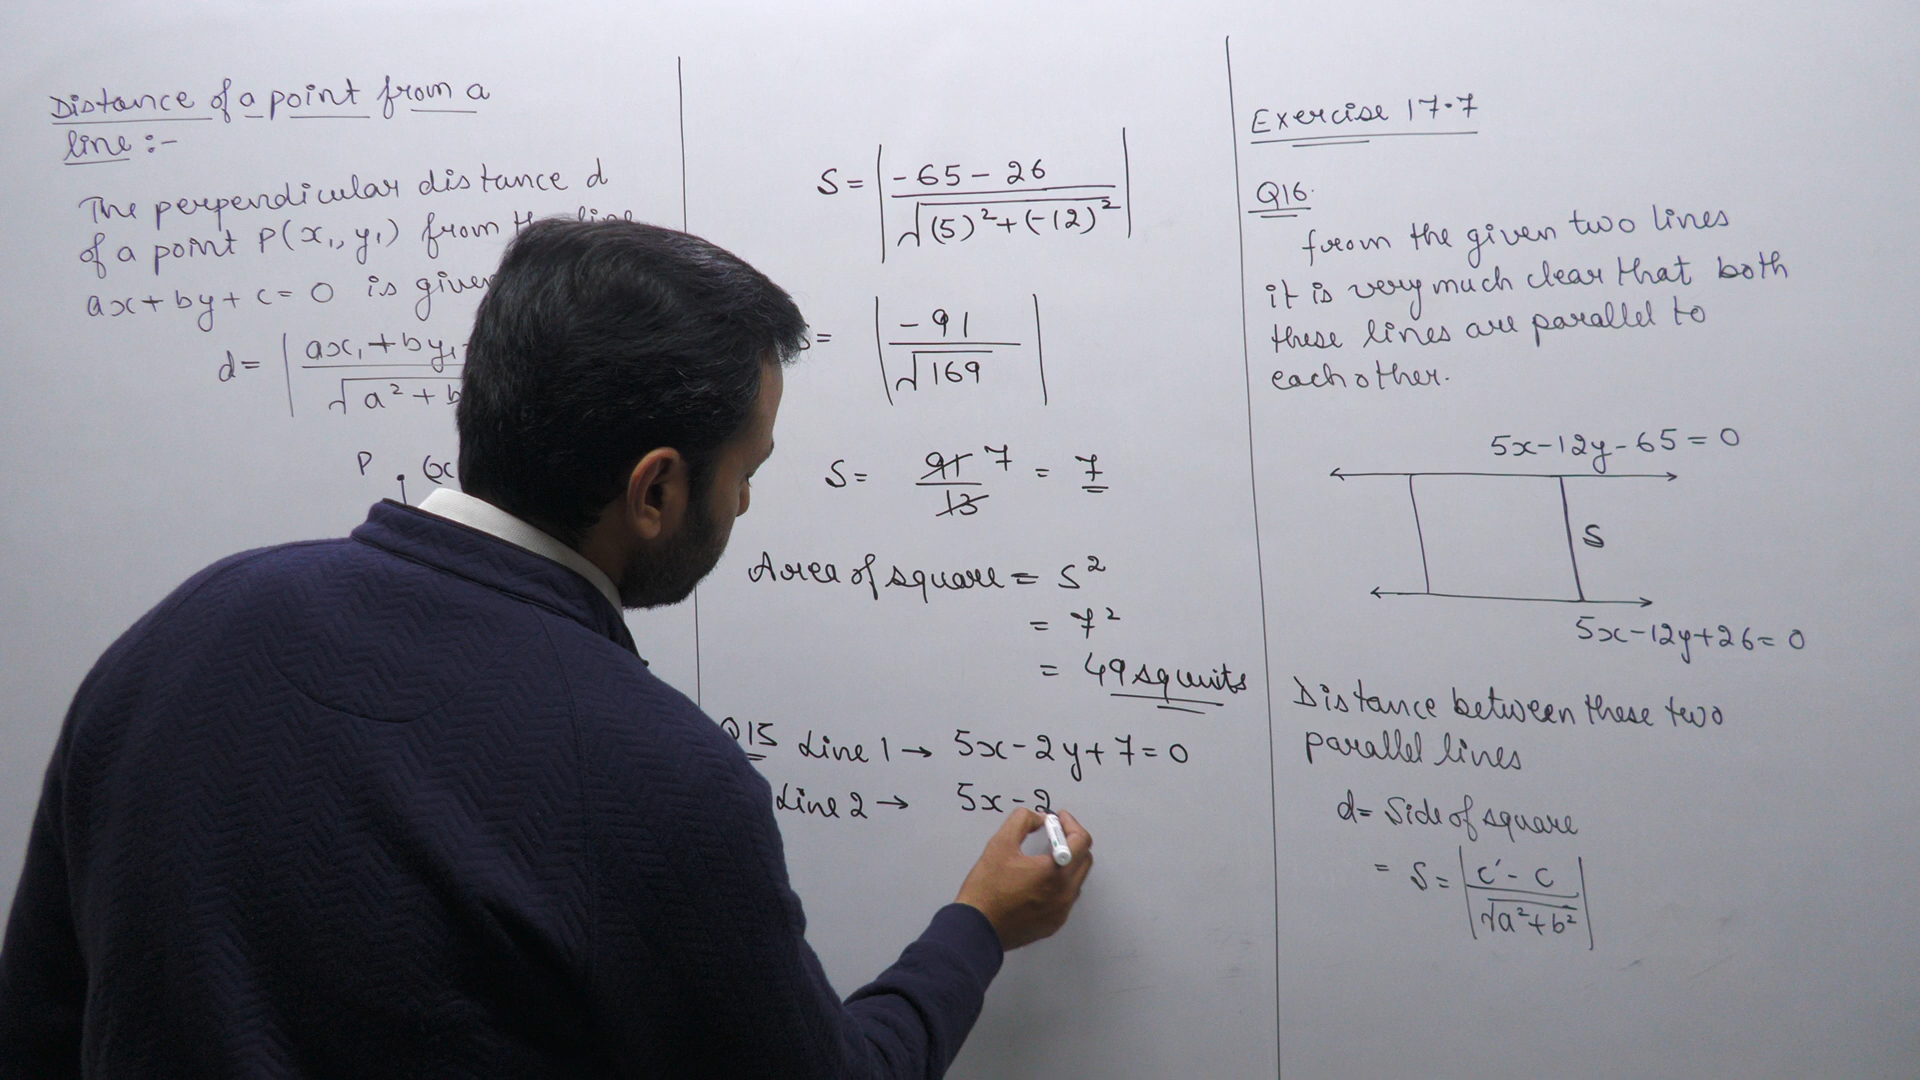 Distance of a point from a
line :-
The perpendicular distance d
of a point P(x₁, y₁) from the line
ax + by + c = 0 is given
d = | ax₁ + by₁
√a² +
P
S = | -65 - 26 / √(5)² + (-12)² |
= | -91 / √169 |
S = 91/13 7 = 7
Area of square = S²
= 7²
= 49 sq units
Q15 Line 1 → 5x - 2y + 7 = 0
Line 2 → 5x - 2
Exercise 17.7
Q16.
from the given two lines
it is very much clear that both
these lines are parallel to
each other.
5x - 12y - 65 = 0
S
5x - 12y + 26 = 0
Distance between these two
parallel lines
d = Side of square
= S = | c' - c / √a² + b² |